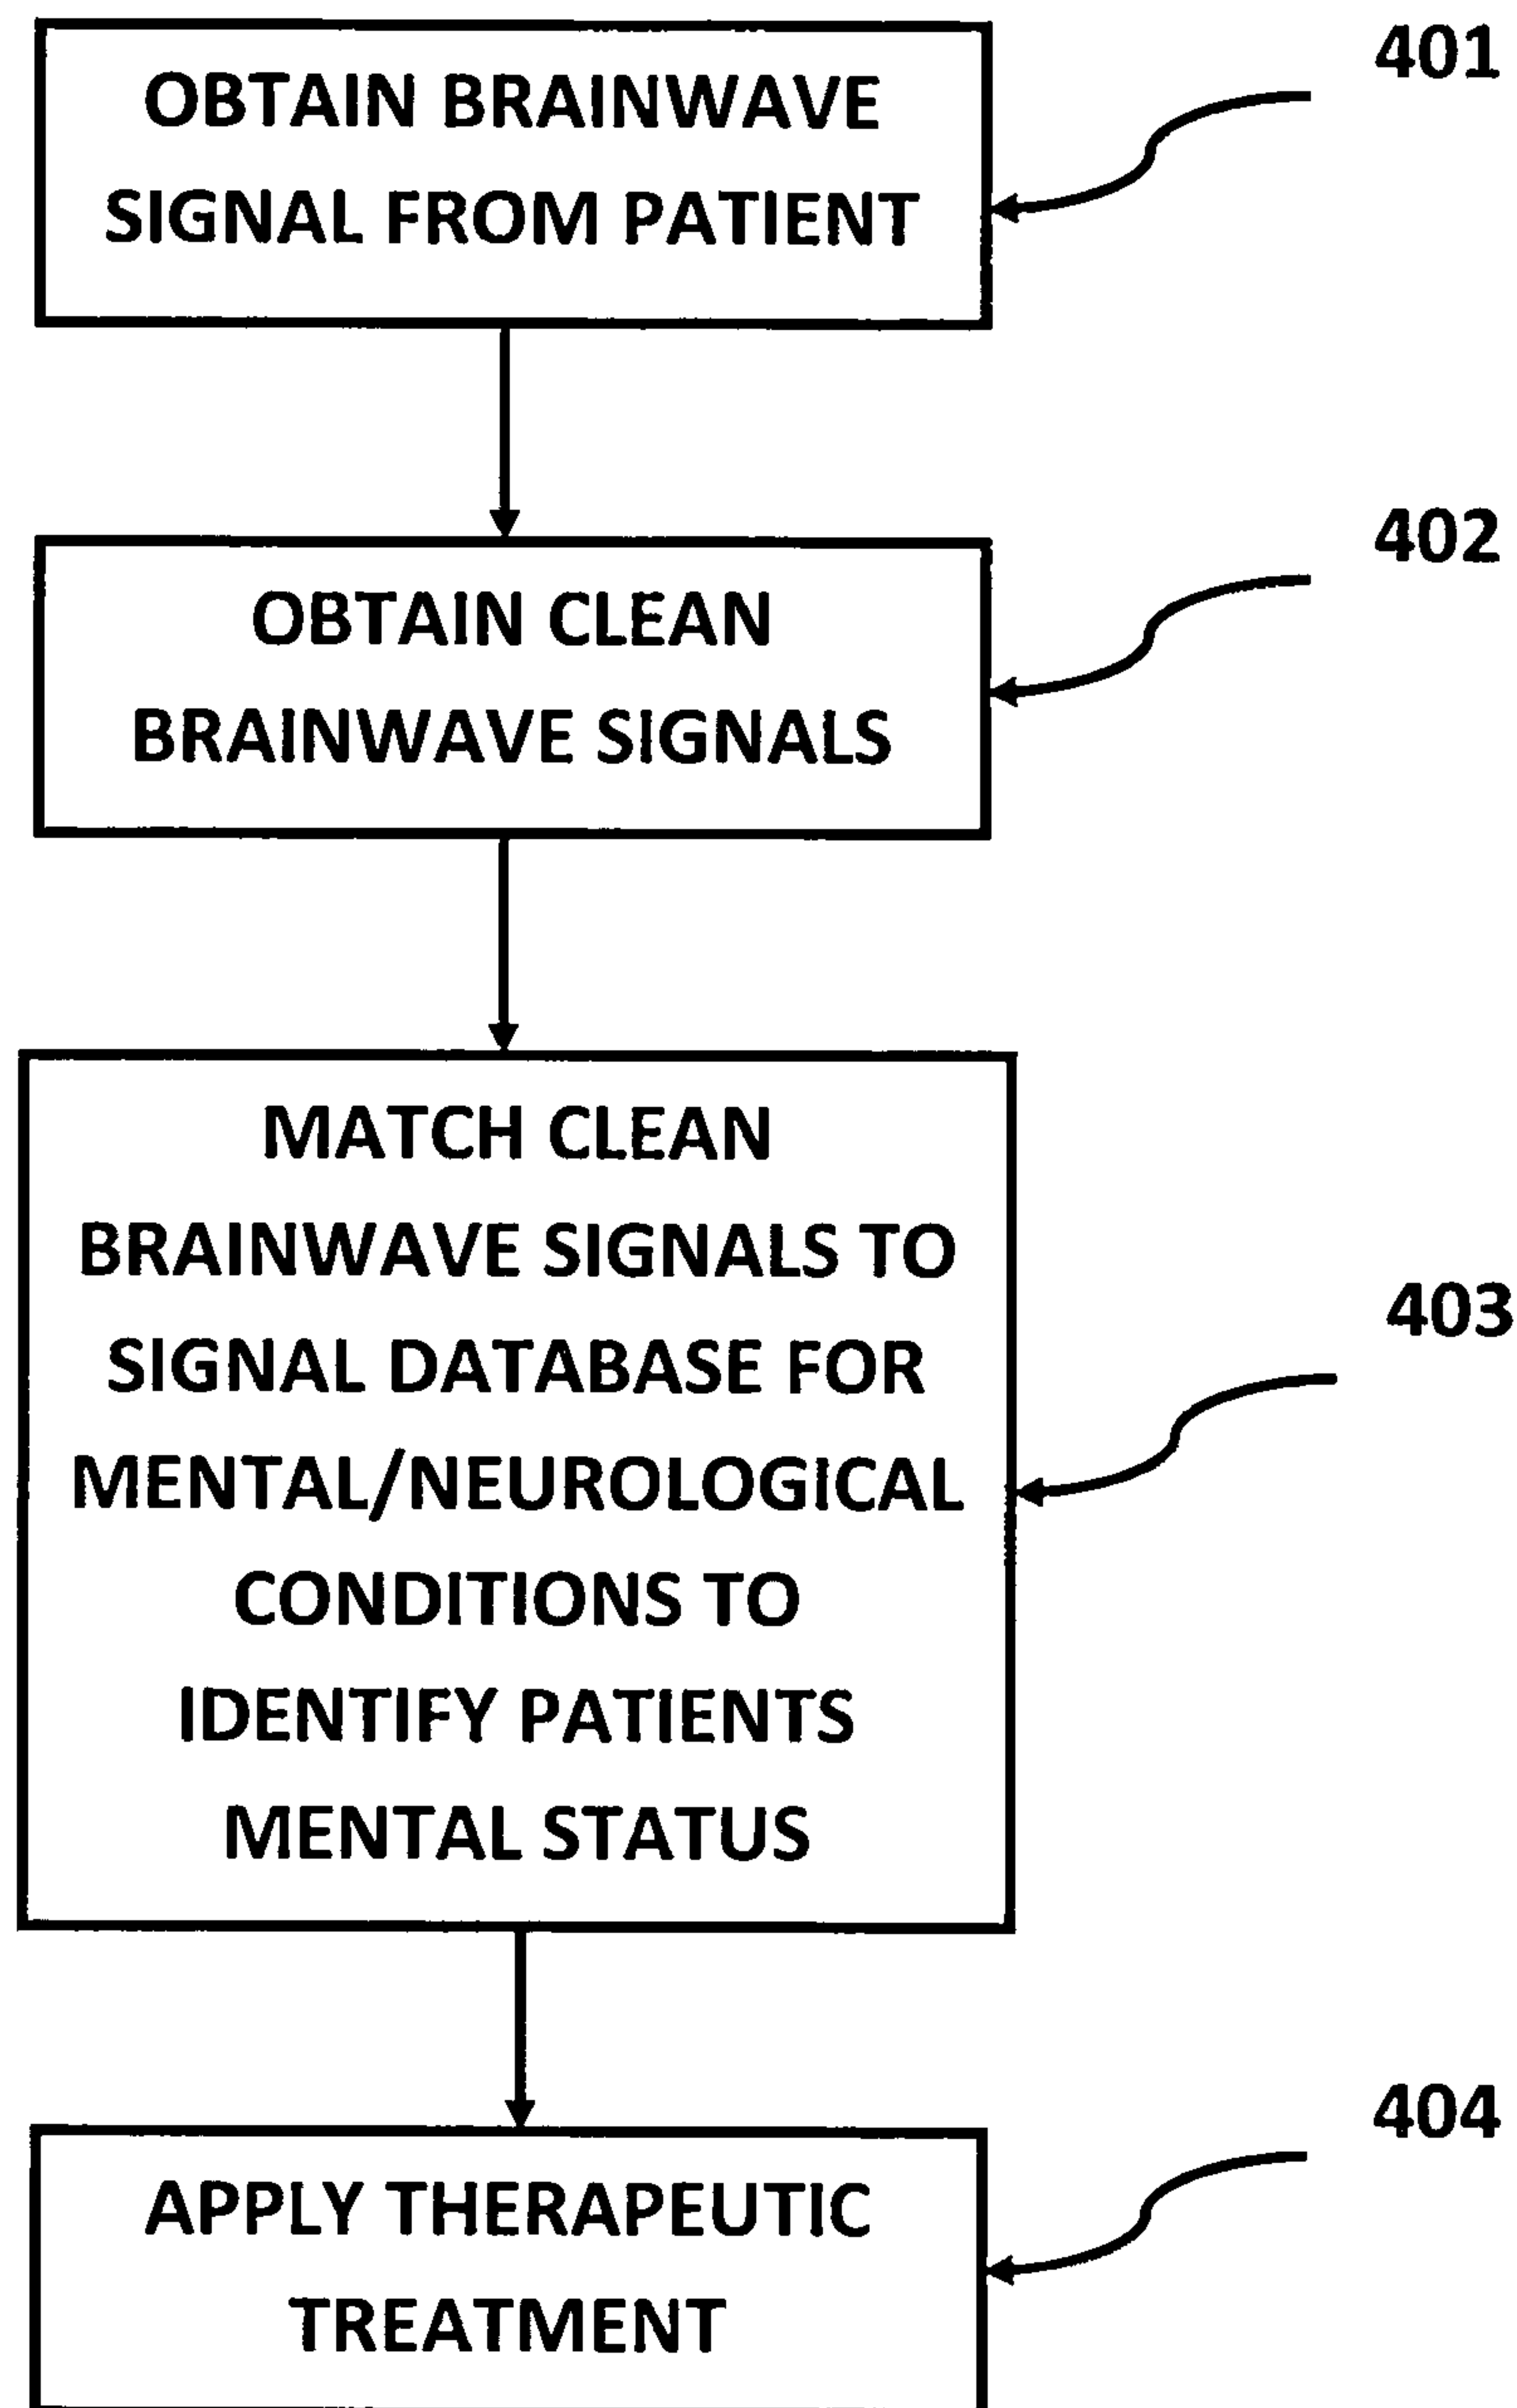 OBTAIN BRAINWAVE
SIGNAL FROM PATIENT
401
OBTAIN CLEAN
BRAINWAVE SIGNALS
402
MATCH CLEAN
BRAINWAVE SIGNALS TO
SIGNAL DATABASE FOR
MENTAL/NEUROLOGICAL
CONDITIONS TO
IDENTIFY PATIENTS
MENTAL STATUS
403
APPLY THERAPEUTIC
TREATMENT
404